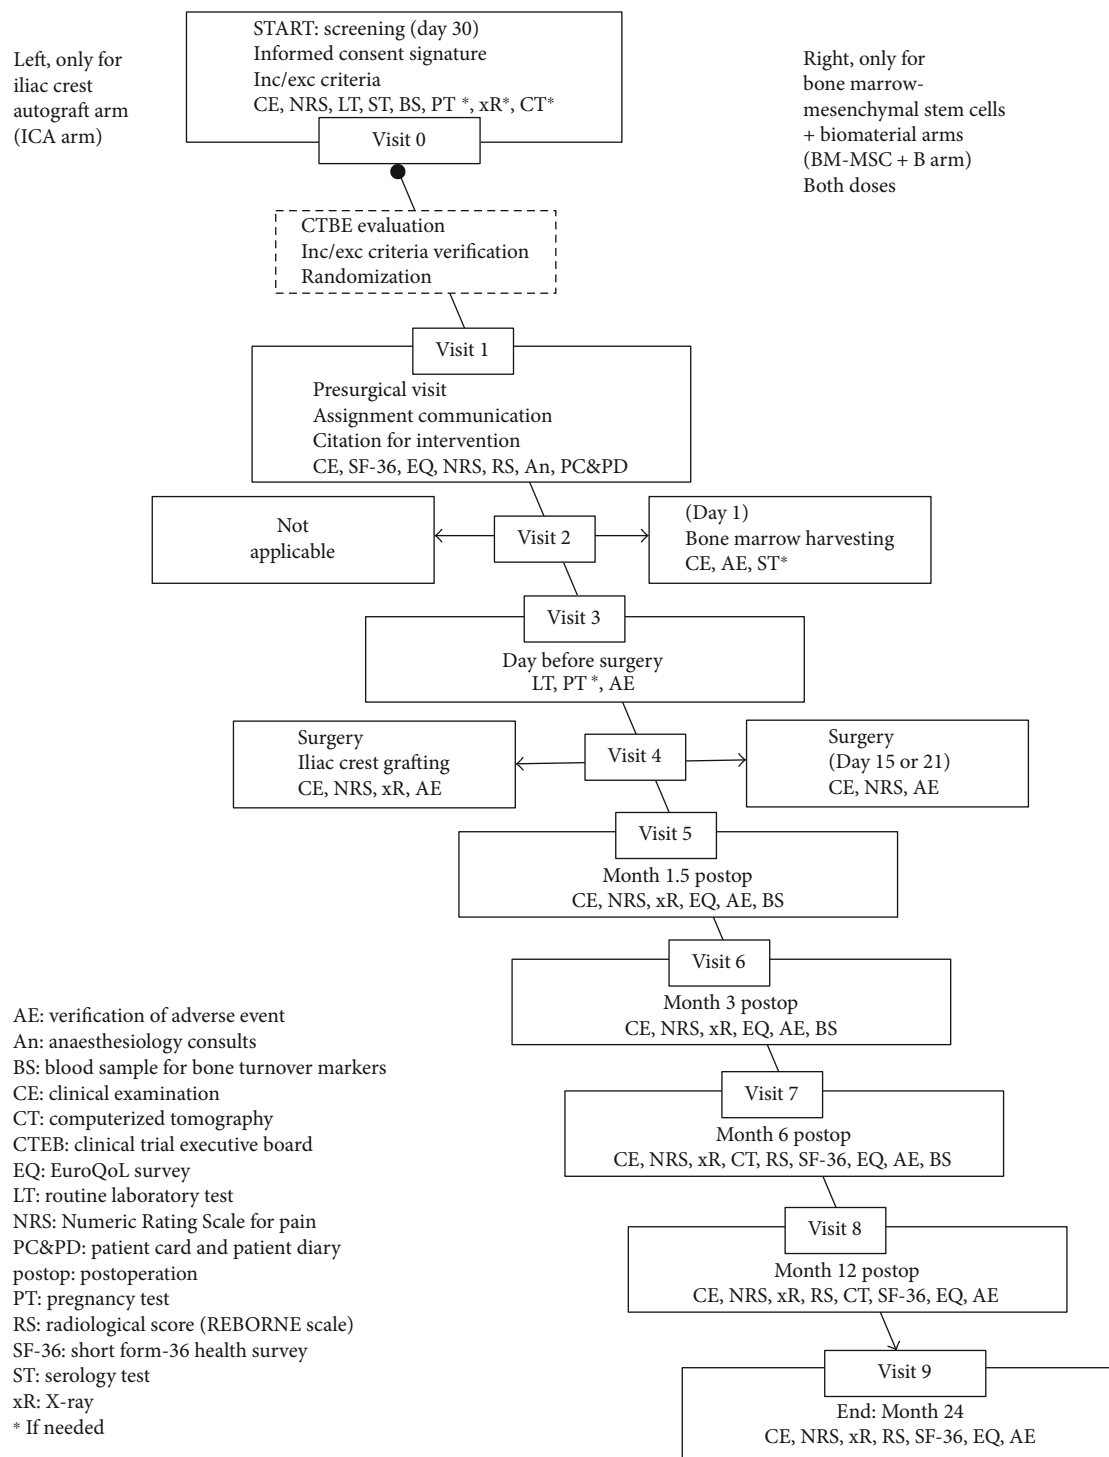 START: screening (day 30)
Informed consent signature
Inc/exc criteria
CE, NRS, LT, ST, BS, PT *, xR*, CT*
Visit 0
Left, only for
iliac crest
autograft arm
(ICA arm)
Right, only for
bone marrow-
mesenchymal stem cells
+ biomaterial arms
(BM-MSC + B arm)
Both doses
CTBE evaluation
Inc/exc criteria verification
Randomization
Visit 1
Presurgical visit
Assignment communication
Citation for intervention
CE, SF-36, EQ, NRS, RS, An, PC&PD
Not
applicable
Visit 2
(Day 1)
Bone marrow harvesting
CE, AE, ST*
Visit 3
Day before surgery
LT, PT *, AE
Surgery
Iliac crest grafting
CE, NRS, xR, AE
Visit 4
Surgery
(Day 15 or 21)
CE, NRS, AE
Visit 5
Month 1.5 postop
CE, NRS, xR, EQ, AE, BS
Visit 6
Month 3 postop
CE, NRS, xR, EQ, AE, BS
Visit 7
Month 6 postop
CE, NRS, xR, CT, RS, SF-36, EQ, AE, BS
Visit 8
Month 12 postop
CE, NRS, xR, RS, CT, SF-36, EQ, AE
Visit 9
End: Month 24
CE, NRS, xR, RS, SF-36, EQ, AE
AE: verification of adverse event
An: anaesthesiology consults
BS: blood sample for bone turnover markers
CE: clinical examination
CT: computerized tomography
CTEB: clinical trial executive board
EQ: EuroQoL survey
LT: routine laboratory test
NRS: Numeric Rating Scale for pain
PC&PD: patient card and patient diary
postop: postoperation
PT: pregnancy test
RS: radiological score (REBORNE scale)
SF-36: short form-36 health survey
ST: serology test
xR: X-ray
* If needed